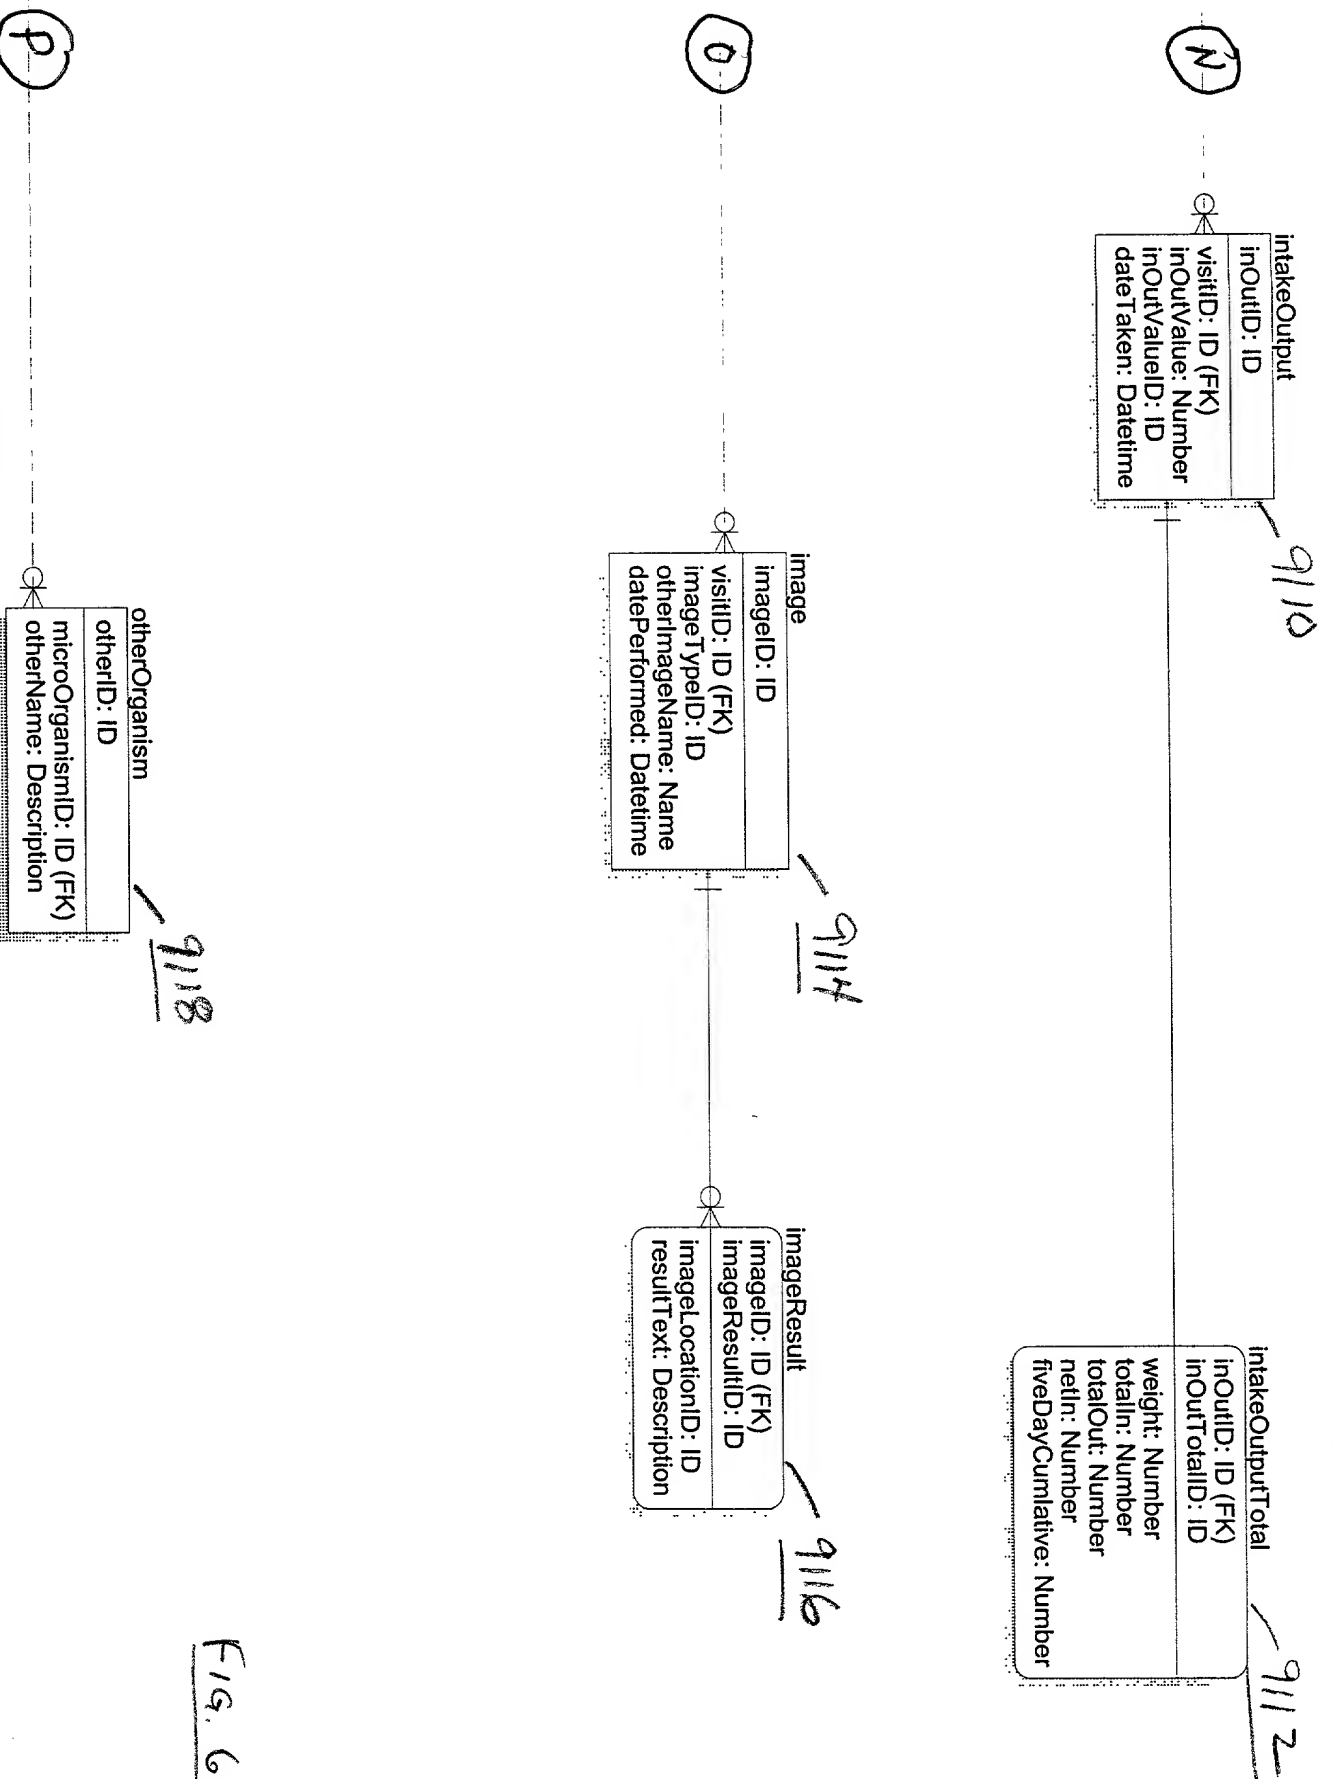 N
intakeOutput
inOutID: ID
visitID: ID (FK)
inOutValue: Number
inOutValueID: ID
dateTaken: Datetime
9110
intakeOutputTotal
inOutID: ID (FK)
inOutTotalID: ID
weight: Number
totalIn: Number
totalOut: Number
netIn: Number
fiveDayCumlative: Number
9112
O
image
imageID: ID
visitID: ID (FK)
imageTypeID: ID
otherImageName: Name
datePerformed: Datetime
9114
imageResult
imageID: ID (FK)
imageResultID: ID
imageLocationID: ID
resultText: Description
9116
P
otherOrganism
otherID: ID
microOrganismID: ID (FK)
otherName: Description
9118
FIG. 6